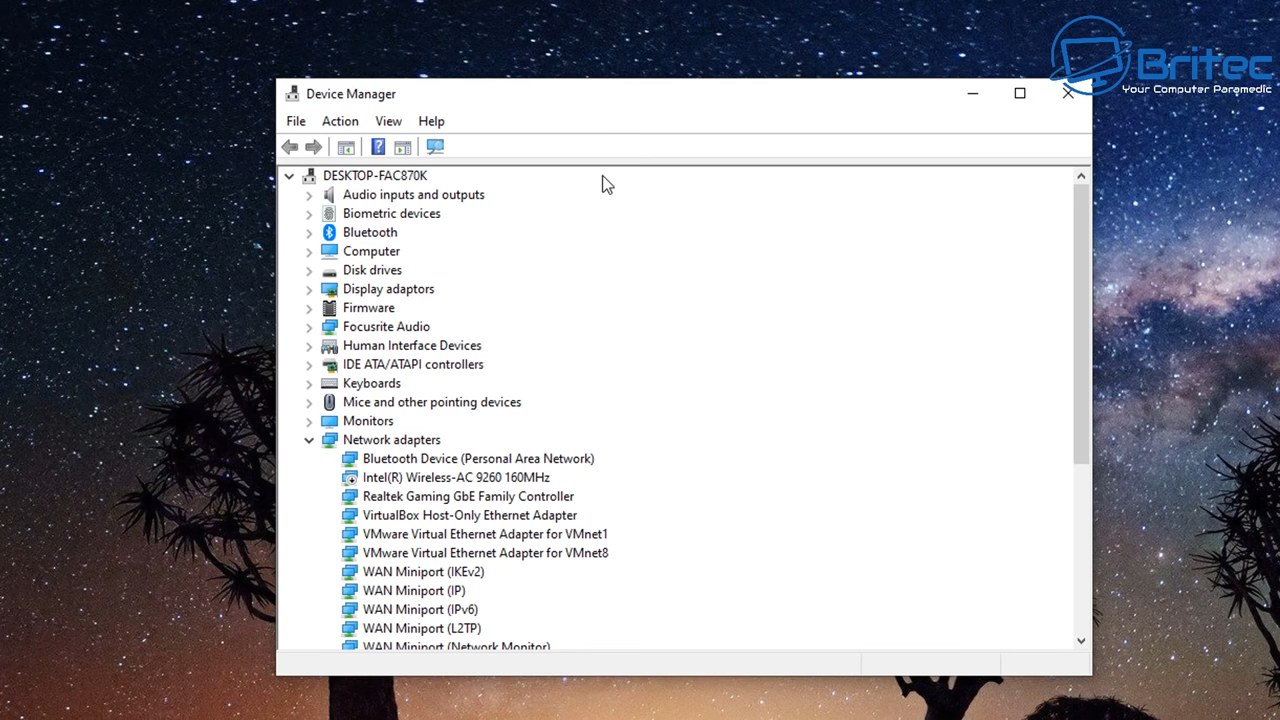 Britec
Your Computer Paramedic
Device Manager
File Action View Help
DESKTOP-FAC870K
Audio inputs and outputs
Biometric devices
Bluetooth
Computer
Disk drives
Display adaptors
Firmware
Focusrite Audio
Human Interface Devices
IDE ATA/ATAPI controllers
Keyboards
Mice and other pointing devices
Monitors
Network adapters
Bluetooth Device (Personal Area Network)
Intel(R) Wireless-AC 9260 160MHz
Realtek Gaming GbE Family Controller
VirtualBox Host-Only Ethernet Adapter
VMware Virtual Ethernet Adapter for VMnet1
VMware Virtual Ethernet Adapter for VMnet8
WAN Miniport (IKEv2)
WAN Miniport (IP)
WAN Miniport (IPv6)
WAN Miniport (L2TP)
WAN Miniport (Network Monitor)